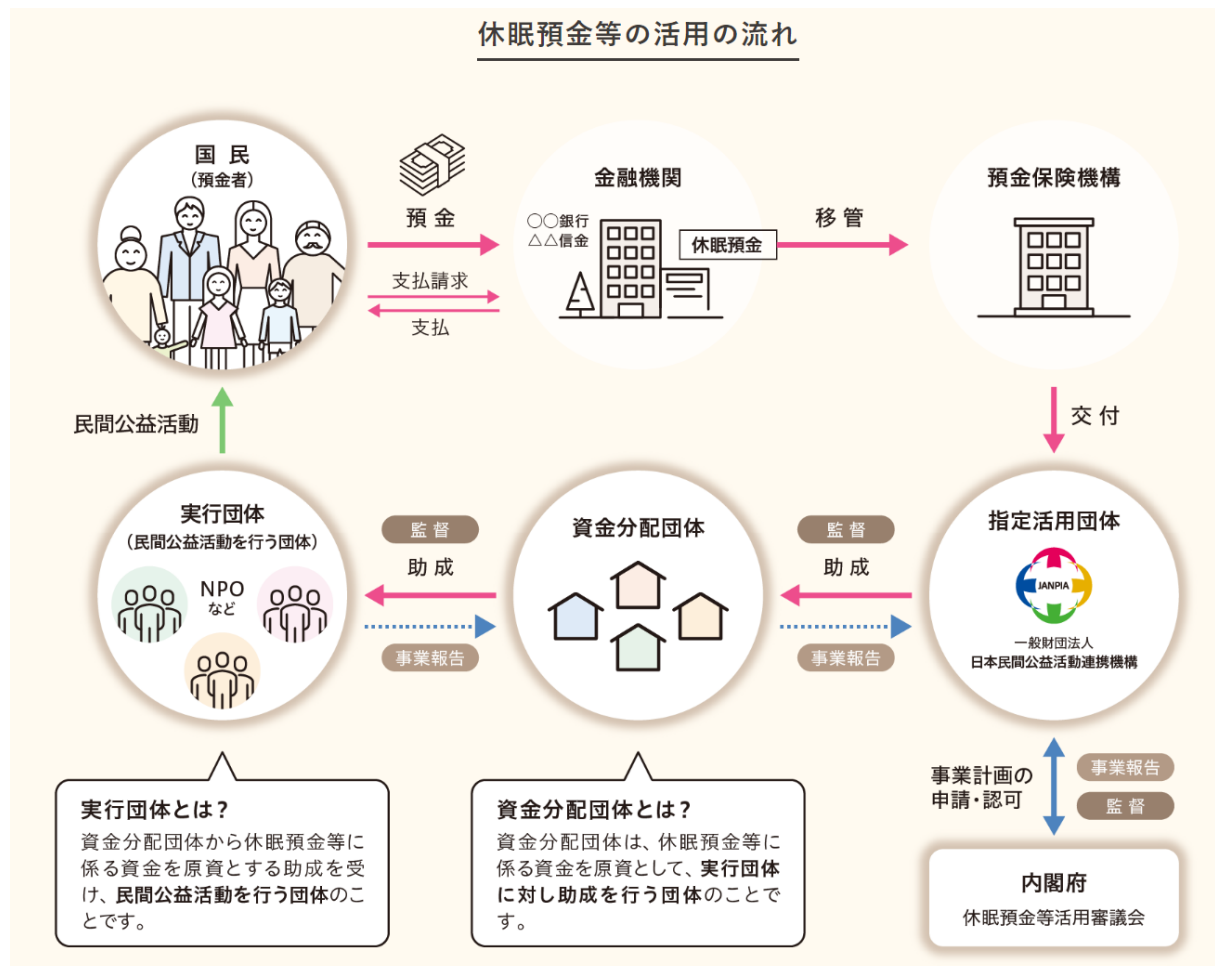 休眠預金等の活用の流れ
国 民
（預金者）
預 金
支払請求
支払
金融機関
○○銀行
△△信金
休眠預金
移 管
預金保険機構
交 付
民間公益活動
実行団体
（民間公益活動を行う団体）
NPO
など
監 督
助 成
事業報告
資金分配団体
監 督
助 成
事業報告
指定活用団体
JANPIA
一般財団法人
日本民間公益活動連携機構
事業計画の
申請・認可
事業報告
監 督
内閣府
休眠預金等活用審議会
実行団体とは？
資金分配団体から休眠預金等に
係る資金を原資とする助成を受
け、民間公益活動を行う団体のこ
とです。
資金分配団体とは？
資金分配団体は、休眠預金等に
係る資金を原資として、実行団体
に対し助成を行う団体のことで
す。